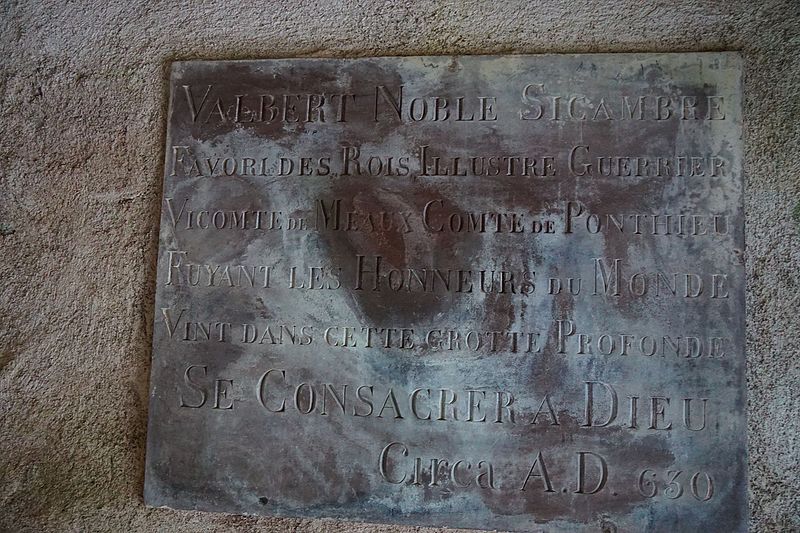 VALBERT NOBLE SICAMBRE
FAVORI.DES ROIS ILLUSTRE GUERRIER
VICOMTE DE MEAUX COMTE DE PONTHIEU
FUYANT LES HONNEURS DU MONDE
VINT DANS CETTE GROTTE PROFONDE
SE CONSACRER A DIEU
Circa A.D. 630